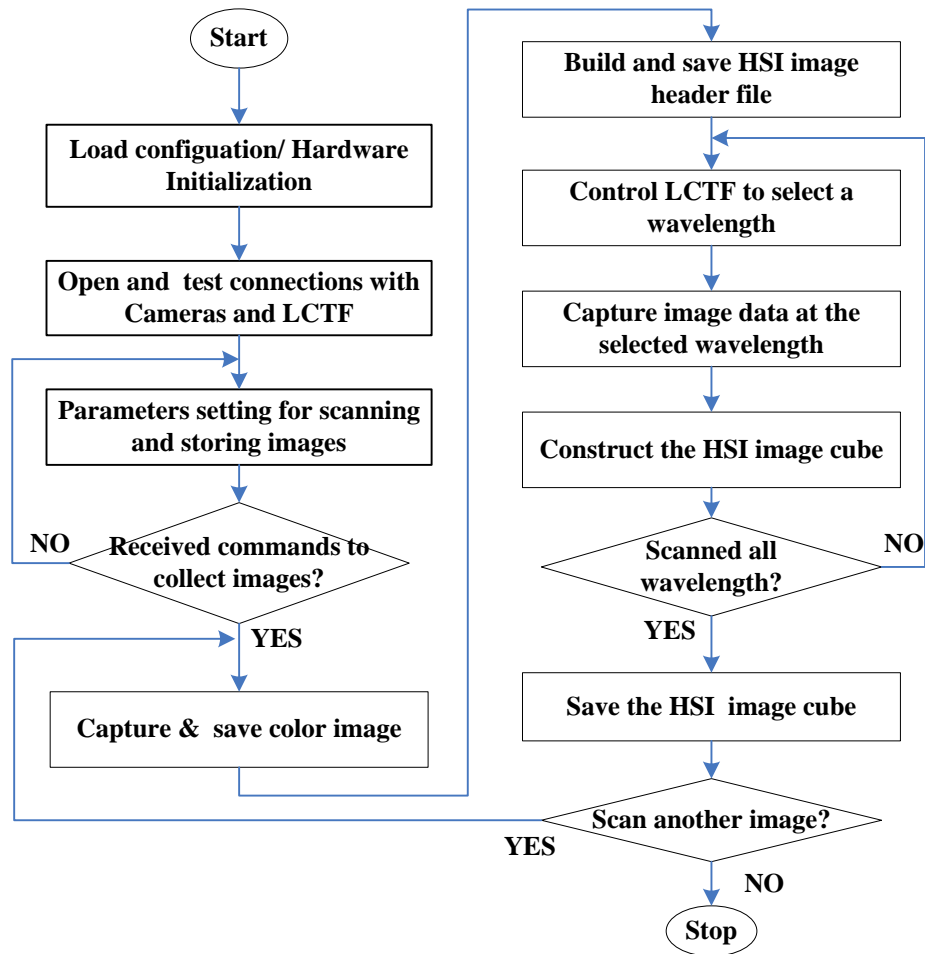 Start
Load configuation/ Hardware
Initialization
Open and  test connections with
Cameras and LCTF
Parameters setting for scanning
and storing images
NO
Received commands to
collect images?
YES
Capture &  save color image
Build and save HSI image
header file
Control LCTF to select a
wavelength
Capture image data at the
selected wavelength
Construct the HSI image cube
Scanned all
wavelength?
NO
YES
Save the HSI  image cube
Scan another image?
YES
NO
Stop